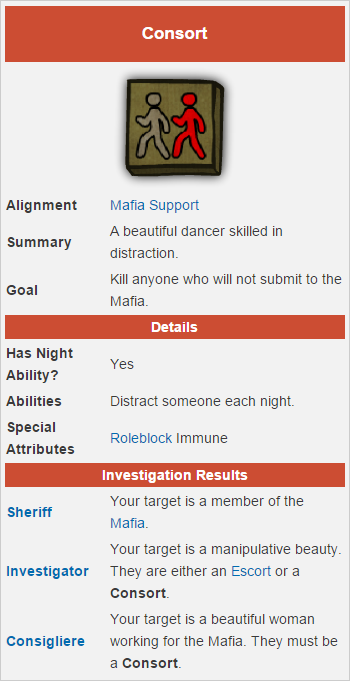 Consort
Alignment Mafia Support
Summary A beautiful dancer skilled in
distraction.
Goal Kill anyone who will not submit to the
Mafia.
Details
Has Night
Ability? Yes
Abilities Distract someone each night.
Special
Attributes Roleblock Immune
Investigation Results
Sheriff Your target is a member of the
Mafia.
Investigator Your target is a manipulative beauty.
They are either an Escort or a
Consort.
Consigliere Your target is a beautiful woman
working for the Mafia. They must be
a Consort.